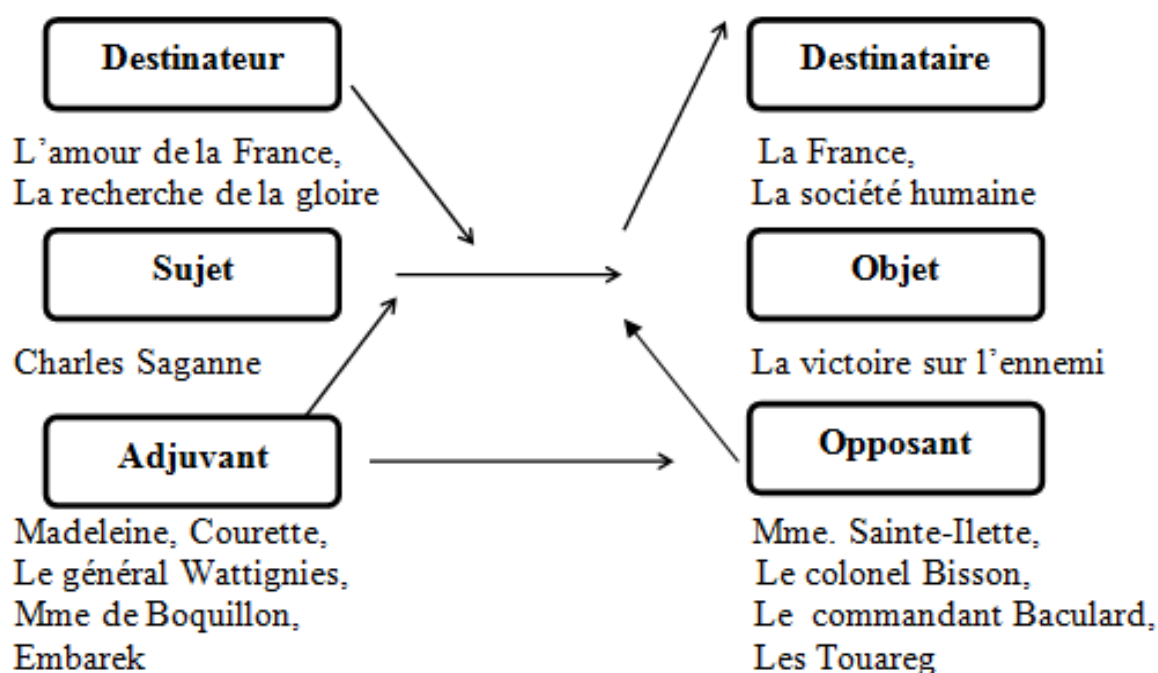 Destinateur
Destinataire
L’amour de la France,
La recherche de la gloire
La France,
La société humaine
Sujet
Objet
Charles Saganne
La victoire sur l’ennemi
Adjuvant
Opposant
Madeleine, Courette,
Le général Wattignies,
Mme de Boquillon,
Embarek
Mme. Sainte-Ilette,
Le colonel Bisson,
Le commandant Baculard,
Les Touareg